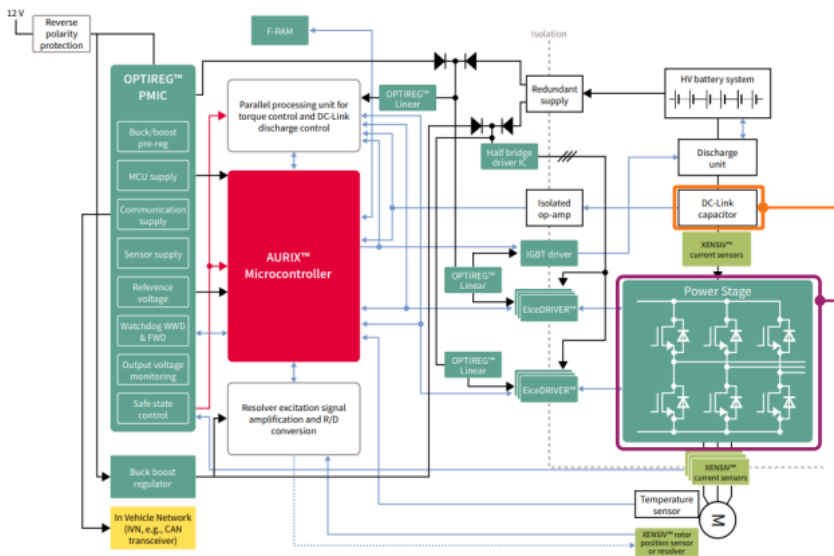 12 V
Reverse
polarity
protection
F-RAM
Isolation
OPTIREG™
PMIC
Buck/boost
pre-reg
MCU supply
Communication
supply
Sensor supply
Reference
voltage
Watchdog WWD
& FWD
Output voltage
monitoring
Safe state
control
Parallel processing unit for
torque control and DC-Link
discharge control
AURIX™
Microcontroller
Resolver excitation signal
amplification and R/D
conversion
OPTIREG™
Linear
Half bridge
driver IC
Redundant
supply
HV battery system
Discharge
unit
Isolated
op-amp
DC-Link
capacitor
XENSIV™
current sensors
IGBT driver
OPTIREG™
Linear
EiceDRIVER™
Power Stage
OPTIREG™
Linear
EiceDRIVER™
Buck boost
regulator
In Vehicle Network
(IVN, e.g., CAN
transceiver)
XENSIV™
current sensors
Temperature
sensor
M
XENSIV™ rotor
position sensor
or resolver